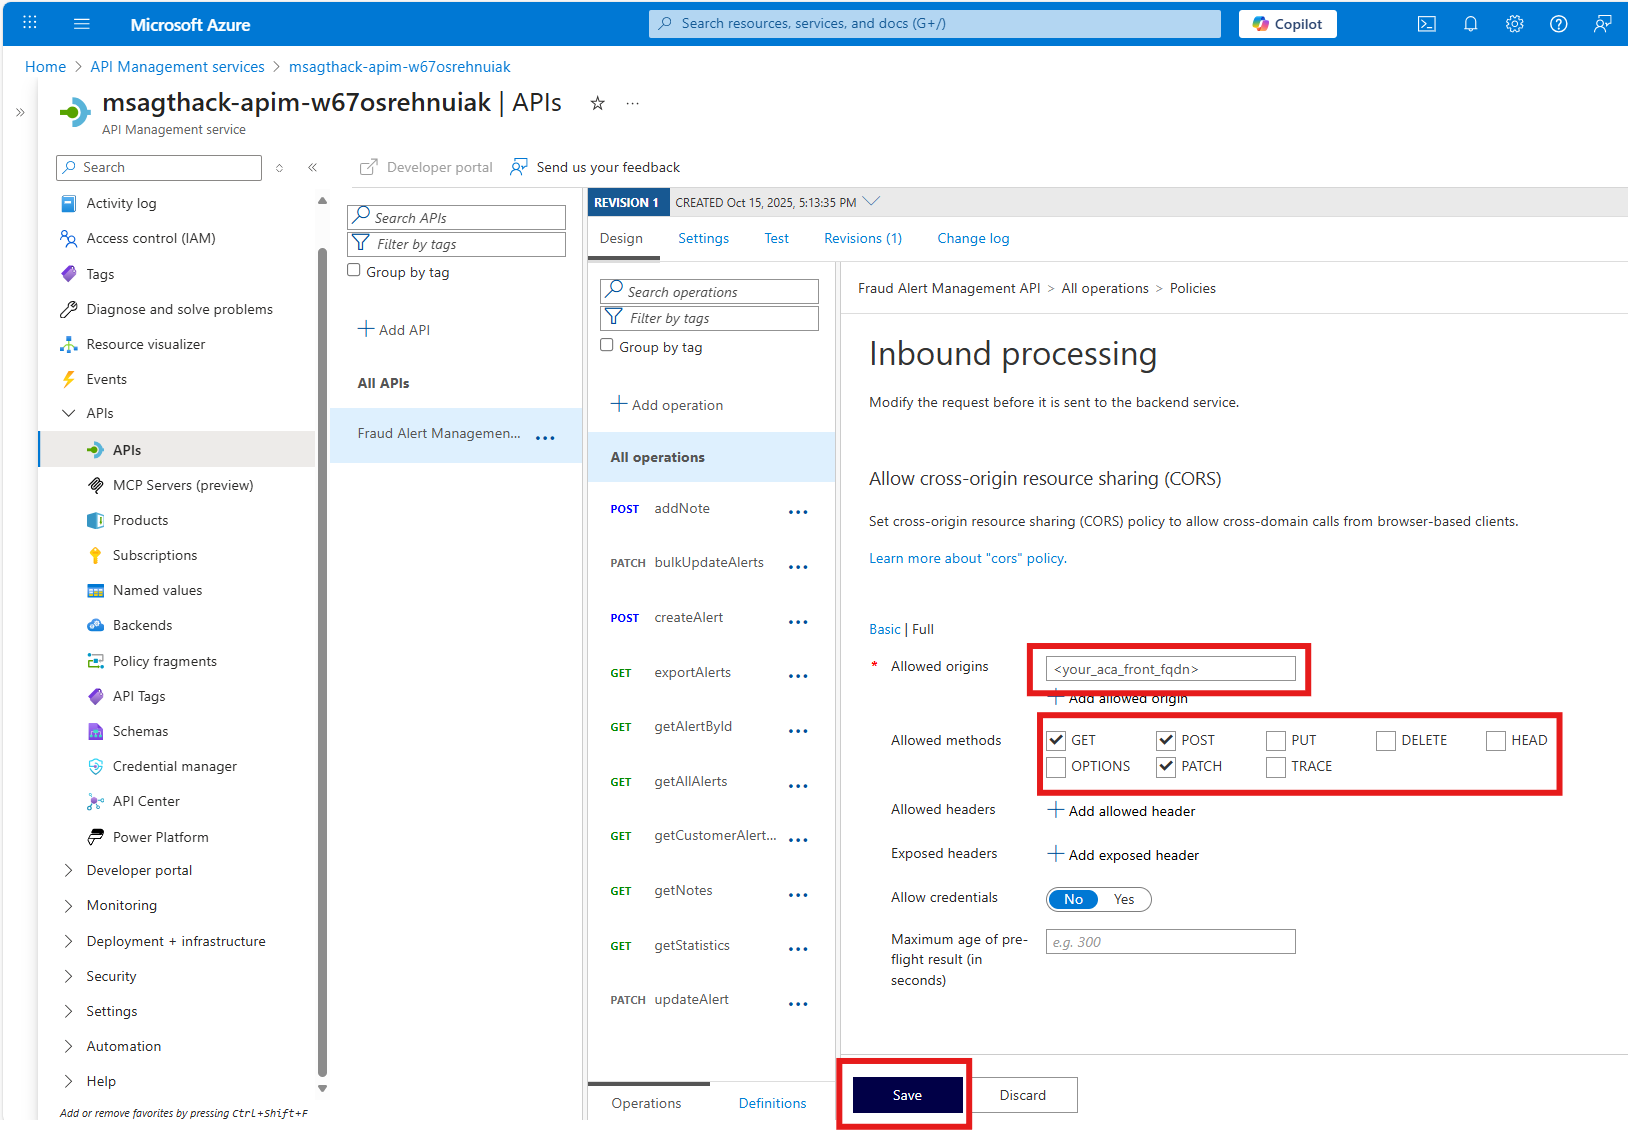 Microsoft Azure
Search resources, services, and docs (G+/)
Copilot
Home > API Management services > msagthack-apim-w67osrehnuiak
msagthack-apim-w67osrehnuiak | APIs
API Management service
Search
Activity log
Access control (IAM)
Tags
Diagnose and solve problems
Resource visualizer
Events
APIs
APIs
MCP Servers (preview)
Products
Subscriptions
Named values
Backends
Policy fragments
API Tags
Schemas
Credential manager
API Center
Power Platform
Developer portal
Monitoring
Deployment + infrastructure
Security
Settings
Automation
Help
Add or remove favorites by pressing Ctrl+Shift+F
Developer portal
Send us your feedback
Search APIs
Filter by tags
Group by tag
Add API
All APIs
Fraud Alert Managemen...
REVISION 1
CREATED Oct 15, 2025, 5:13:35 PM
Design
Settings
Test
Revisions (1)
Change log
Search operations
Filter by tags
Group by tag
Add operation
All operations
POST addNote
PATCH bulkUpdateAlerts
POST createAlert
GET exportAlerts
GET getAlertById
GET getAllAlerts
GET getCustomerAlert...
GET getNotes
GET getStatistics
PATCH updateAlert
Operations
Definitions
Fraud Alert Management API > All operations > Policies
Inbound processing
Modify the request before it is sent to the backend service.
Allow cross-origin resource sharing (CORS)
Set cross-origin resource sharing (CORS) policy to allow cross-domain calls from browser-based clients.
Learn more about "cors" policy.
Basic | Full
* Allowed origins
<your_aca_front_fqdn>
Add allowed origin
Allowed methods
GET POST PUT DELETE HEAD
OPTIONS PATCH TRACE
Allowed headers
Add allowed header
Exposed headers
Add exposed header
Allow credentials
No Yes
Maximum age of pre-
flight result (in
seconds)
e.g. 300
Save
Discard